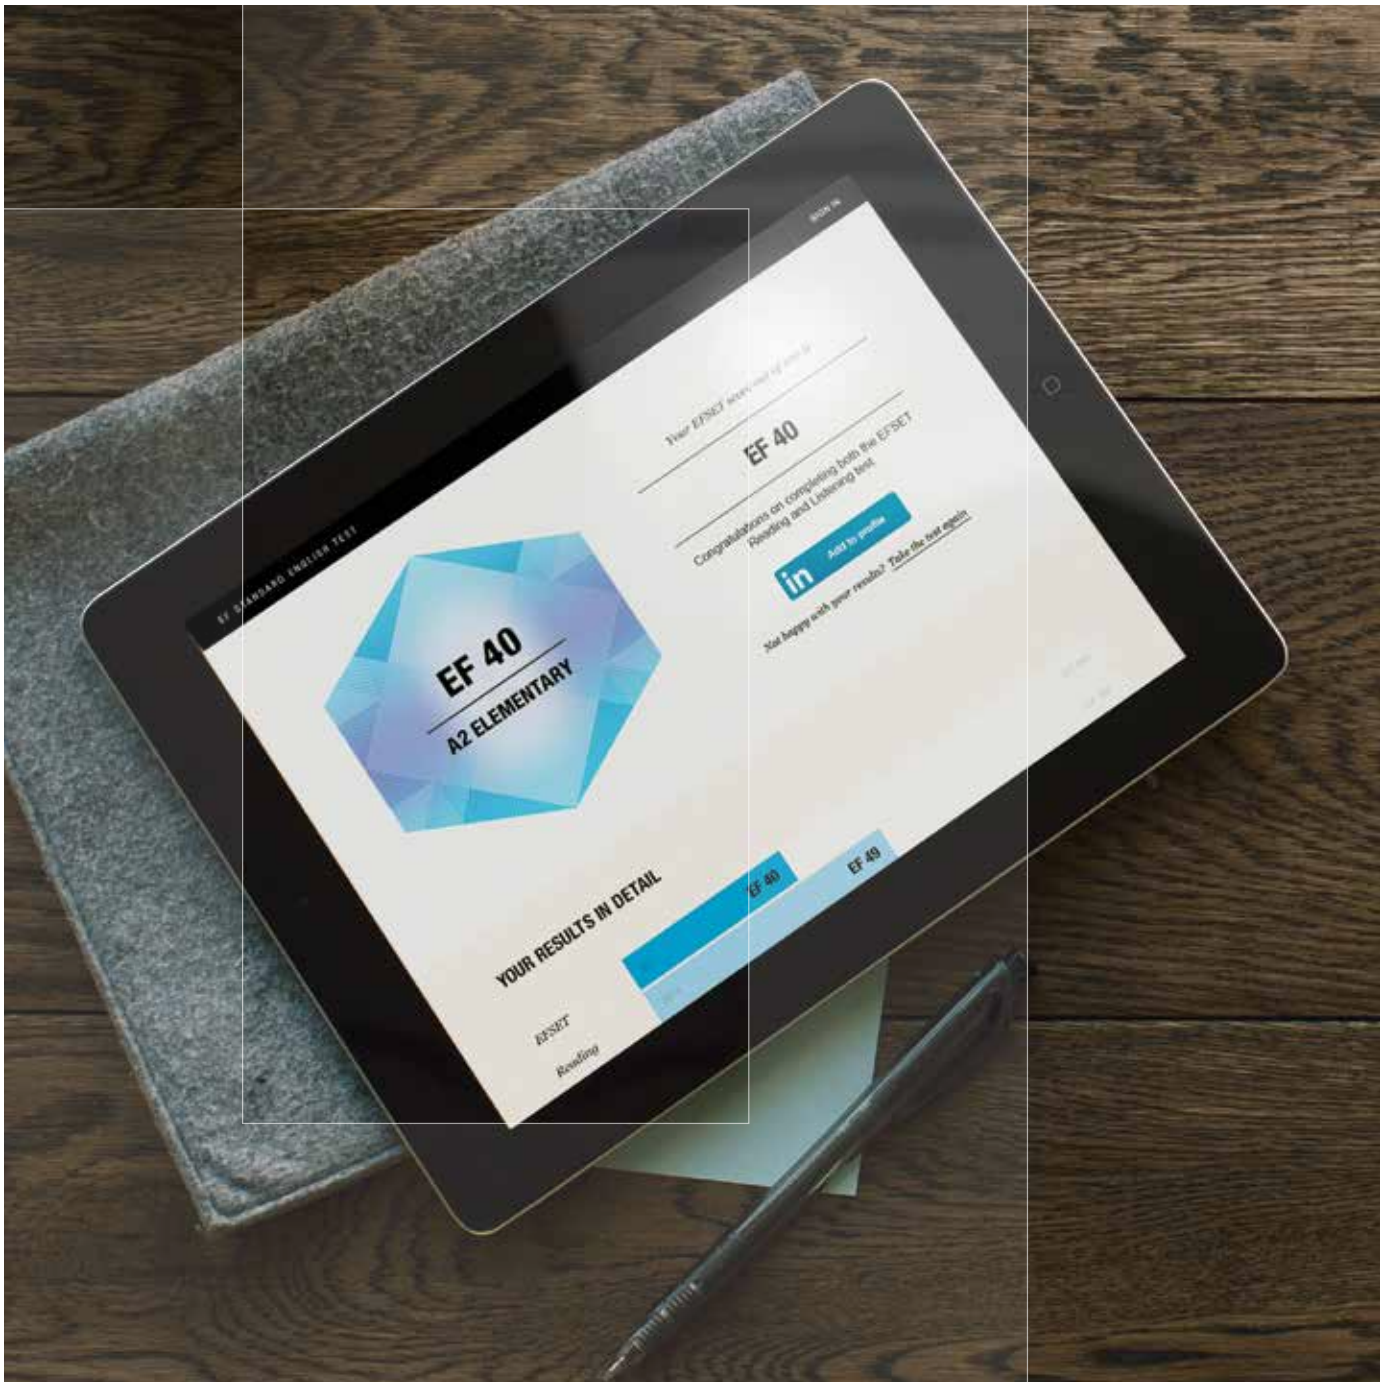 EF STANDARD ENGLISH TEST
SIGN IN
EF 40
A2 ELEMENTARY
Your EFSET score out of 100 is
EF 40
Congratulations on completing both the EFSET
Reading and Listening test.
in Add to profile
Not happy with your results? Take the test again
YOUR RESULTS IN DETAIL
EFSET
EF 40
Reading
EF 49